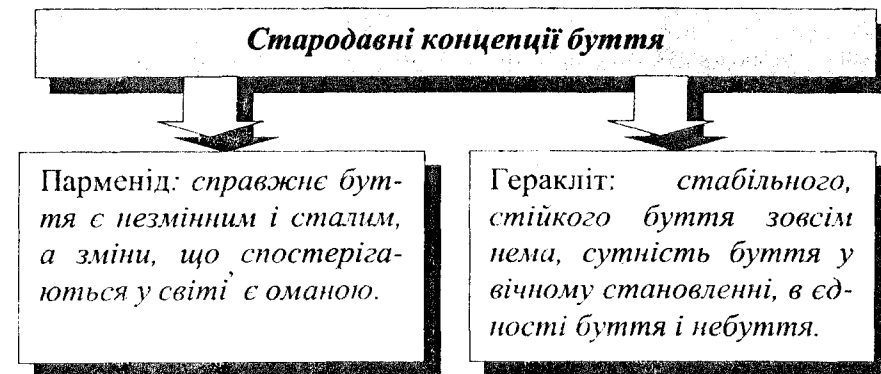 Стародавні концепції буття
Парменід: справжнє бут-
тя є незмінним і сталим,
а зміни, що спостеріга-
ються у світі є оманою.
Геракліт: стабільного,
стійкого буття зовсім
нема, сутність буття у
вічному становленні, в єд-
ності буття і небуття.